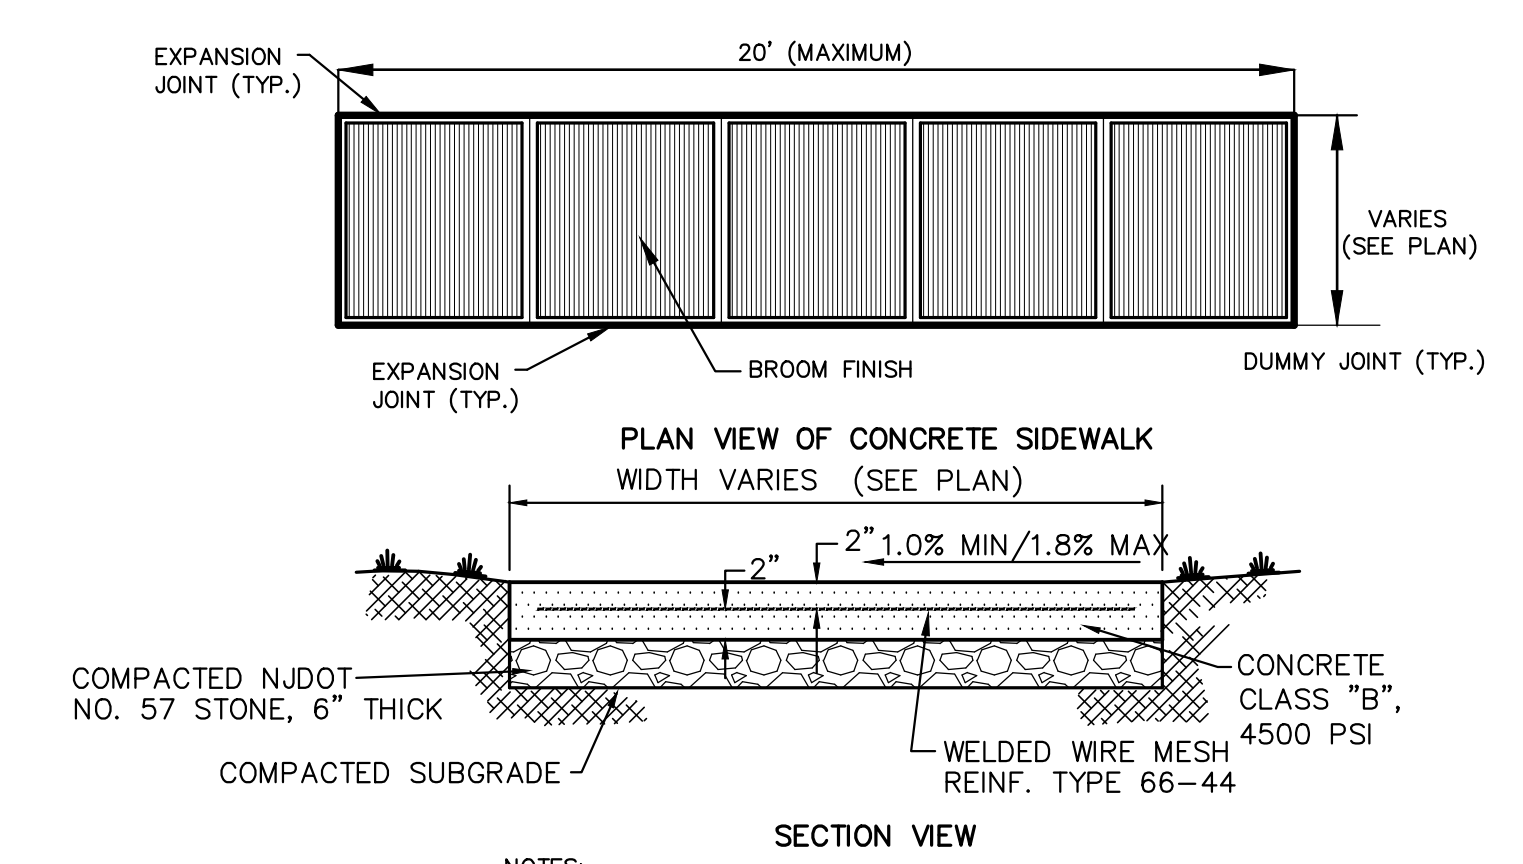 EXPANSION
JOINT (TYP.)
20' (MAXIMUM)
VARIES
(SEE PLAN)
EXPANSION
JOINT (TYP.)
BROOM FINISH
DUMMY JOINT (TYP.)
PLAN VIEW OF CONCRETE SIDEWALK
WIDTH VARIES (SEE PLAN)
2"
2"
1.0% MIN/1.8% MAX
COMPACTED NJDOT
NO. 57 STONE, 6" THICK
COMPACTED SUBGRADE
CONCRETE
CLASS "B",
4500 PSI
WELDED WIRE MESH
REINF. TYPE 66-44
SECTION VIEW
NOTES: